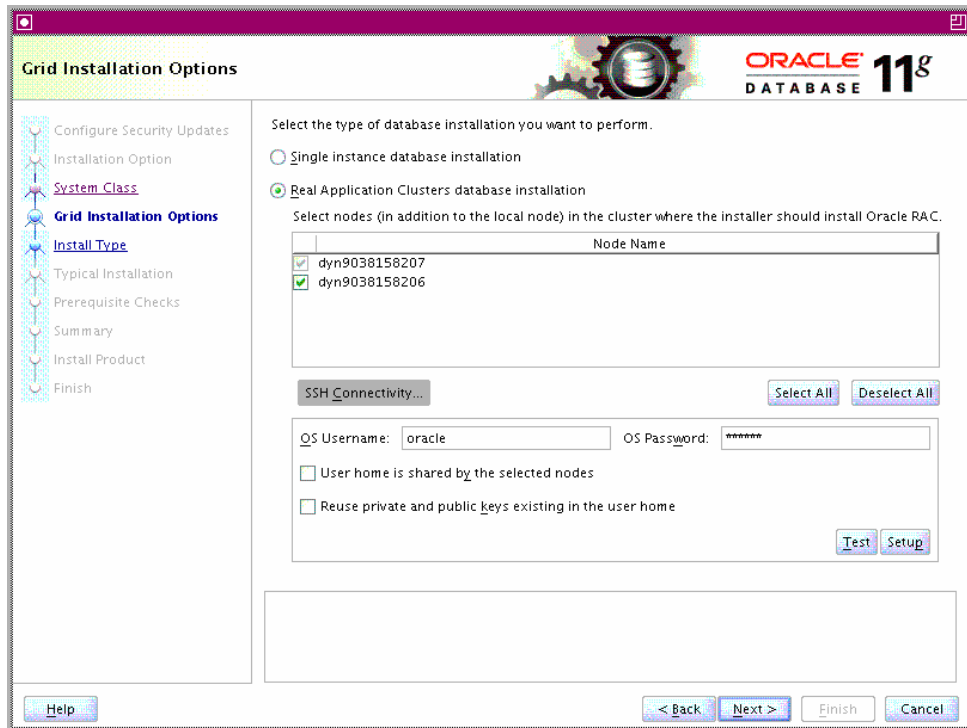 Grid Installation Options
ORACLE
DATABASE 11g
Configure Security Updates
Installation Option
System Class
Grid Installation Options
Install Type
Typical Installation
Prerequisite Checks
Summary
Install Product
Finish
Select the type of database installation you want to perform.
Single instance database installation
Real Application Clusters database installation
Select nodes (in addition to the local node) in the cluster where the installer should install Oracle RAC.
Node Name
dyn9038158207
dyn9038158206
SSH Connectivity... Select All Deselect All
OS Username: oracle OS Password: ******
User home is shared by the selected nodes
Reuse private and public keys existing in the user home
Test Setup
Help < Back Next > Finish Cancel